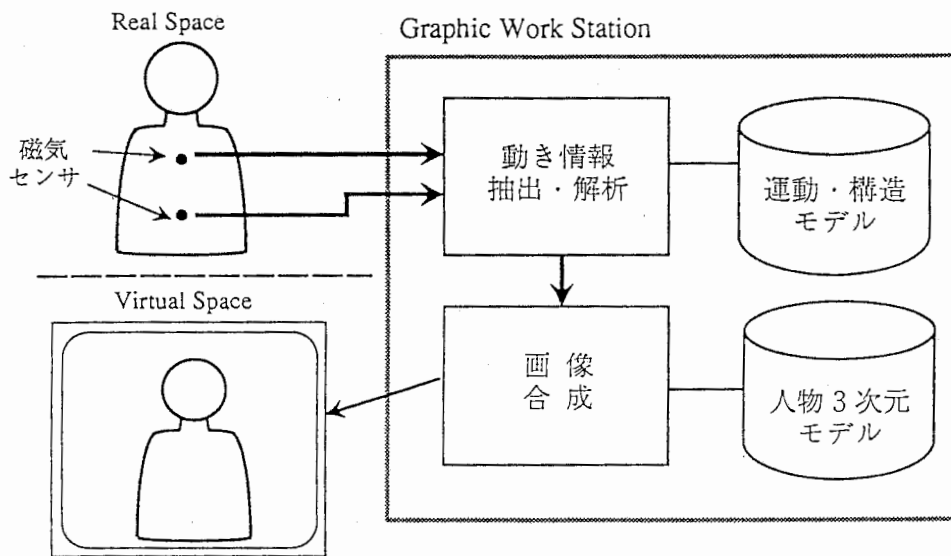 Real Space
Graphic Work Station
磁気
センサ
動き情報
抽出・解析
運動・構造
モデル
Virtual Space
画像
合成
人物3次元
モデル